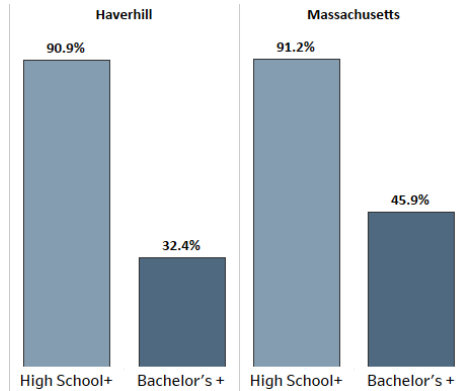 Haverhill
Massachusetts
90.9%
91.2%
45.9%
32.4%
High School+
Bachelor's +
High School+
Bachelor's +